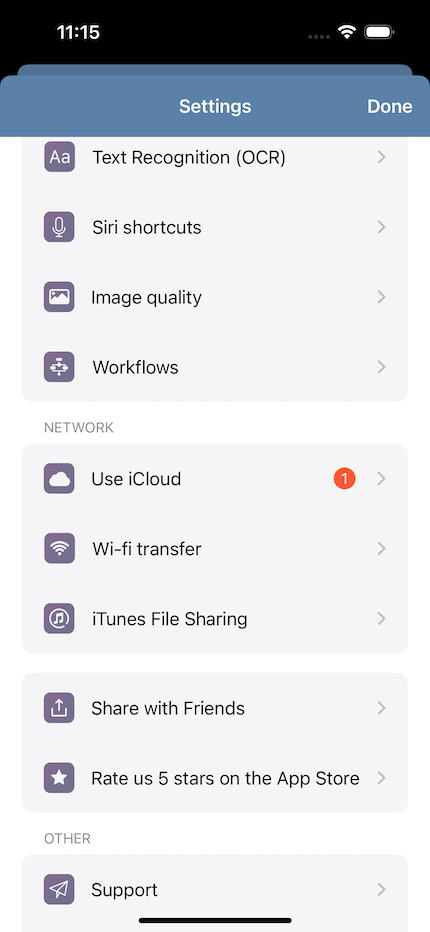 11:15
Settings
Done
Aa
Text Recognition (OCR)
Siri shortcuts
Image quality
Workflows
NETWORK
Use iCloud
1
Wi-fi transfer
iTunes File Sharing
Share with Friends
Rate us 5 stars on the App Store
OTHER
Support